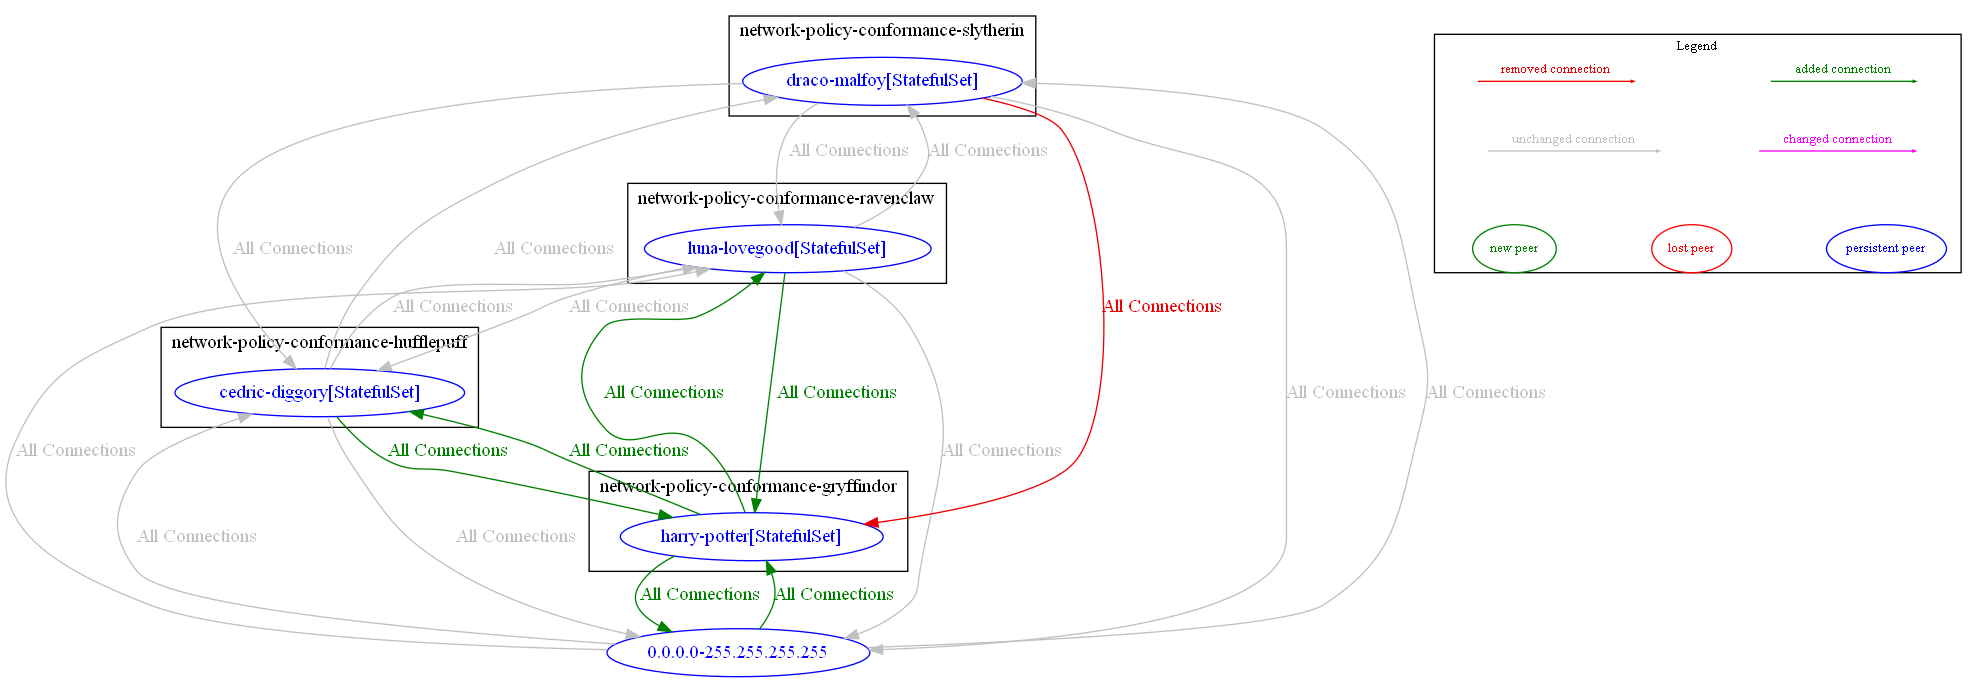 network-policy-conformance-slytherin
draco-malfoy[StatefulSet]
All Connections
All Connections
network-policy-conformance-ravenclaw
luna-lovegood[StatefulSet]
All Connections
All Connections
All Connections
All Connections
All Connections
network-policy-conformance-hufflepuff
cedric-diggory[StatefulSet]
All Connections
All Connections
All Connections
All Connections
All Connections
All Connections
All Connections
All Connections
network-policy-conformance-gryffindor
harry-potter[StatefulSet]
All Connections
All Connections
All Connections
All Connections
0.0.0.0-255.255.255.255
Legend
removed connection
added connection
unchanged connection
changed connection
new peer
lost peer
persistent peer